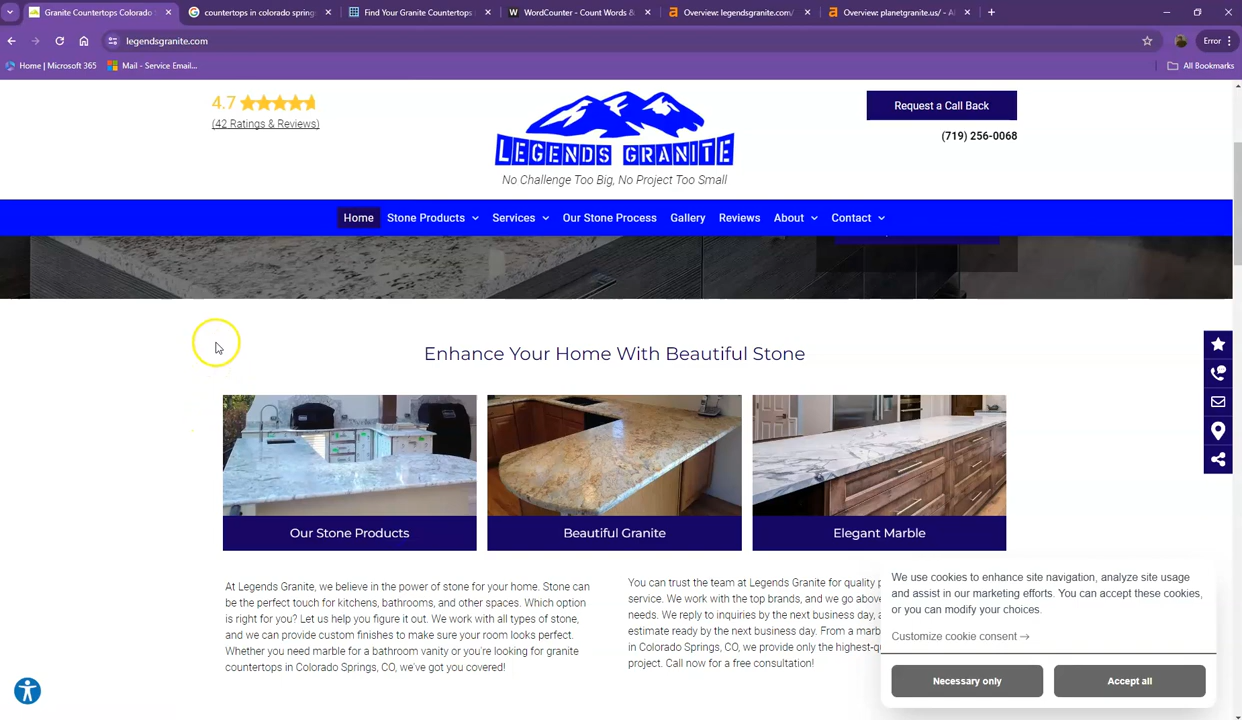 Granite Countertops Colorado S
countertops in colorado spring
Find Your Granite Countertops
WordCounter - Count Words &
Overview: legendsgranite.com/
Overview: planetgranite.us/ - A
legendsgranite.com
Error
Home | Microsoft 365
Mail - Service Email...
All Bookmarks
4.7
(42 Ratings & Reviews)
LEGENDS GRANITE
No Challenge Too Big, No Project Too Small
Request a Call Back
(719) 256-0068
Home Stone Products Services Our Stone Process Gallery Reviews About Contact
Enhance Your Home With Beautiful Stone
Our Stone Products
Beautiful Granite
Elegant Marble
At Legends Granite, we believe in the power of stone for your home. Stone can
be the perfect touch for kitchens, bathrooms, and other spaces. Which option
is right for you? Let us help you figure it out. We work with all types of stone,
and we can provide custom finishes to make sure your room looks perfect.
Whether you need marble for a bathroom vanity or you're looking for granite
countertops in Colorado Springs, CO, we've got you covered!
You can trust the team at Legends Granite for quality p
service. We work with the top brands, and we go above
needs. We reply to inquiries by the next business day, a
estimate ready by the next business day. From a marb
in Colorado Springs, CO, we provide only the highest-qu
project. Call now for a free consultation!
We use cookies to enhance site navigation, analyze site usage
and assist in our marketing efforts. You can accept these cookies,
or you can modify your choices.
Customize cookie consent →
Necessary only
Accept all